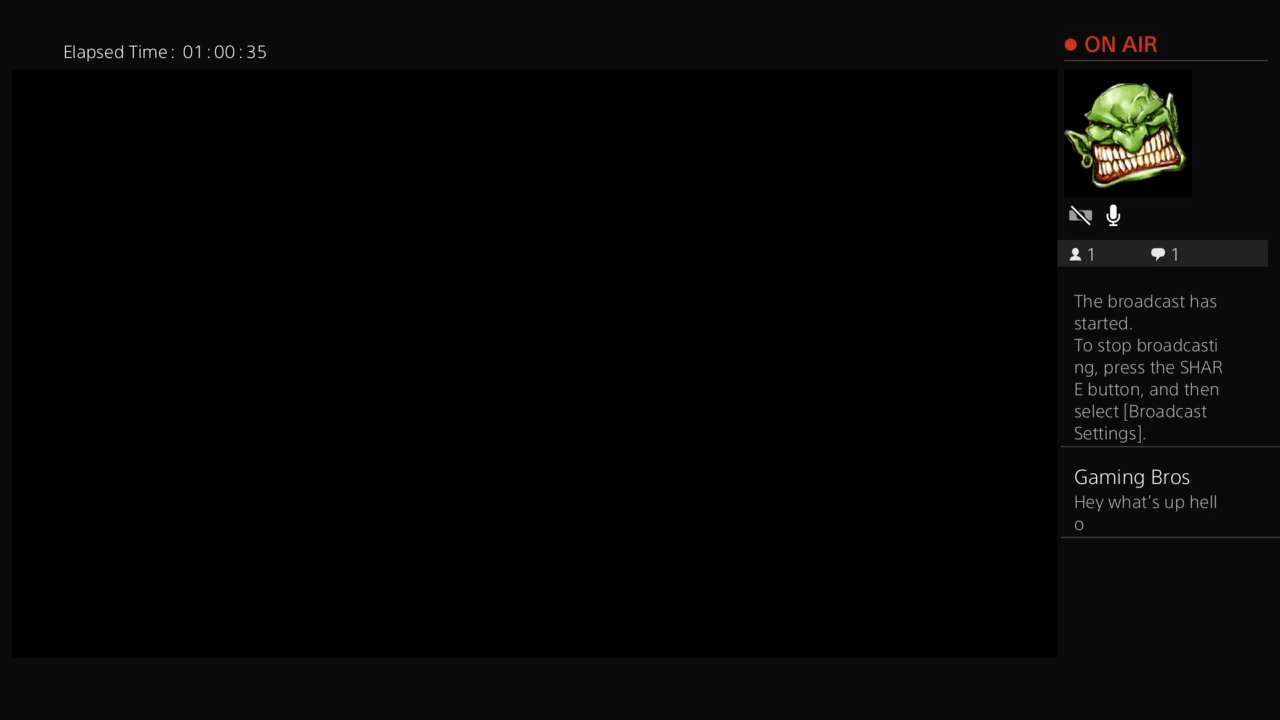 Elapsed Time: 01:00:35
ON AIR
1 1
The broadcast has
started.
To stop broadcasti
ng, press the SHAR
E button, and then
select [Broadcast
Settings].
Gaming Bros
Hey what's up hell
o